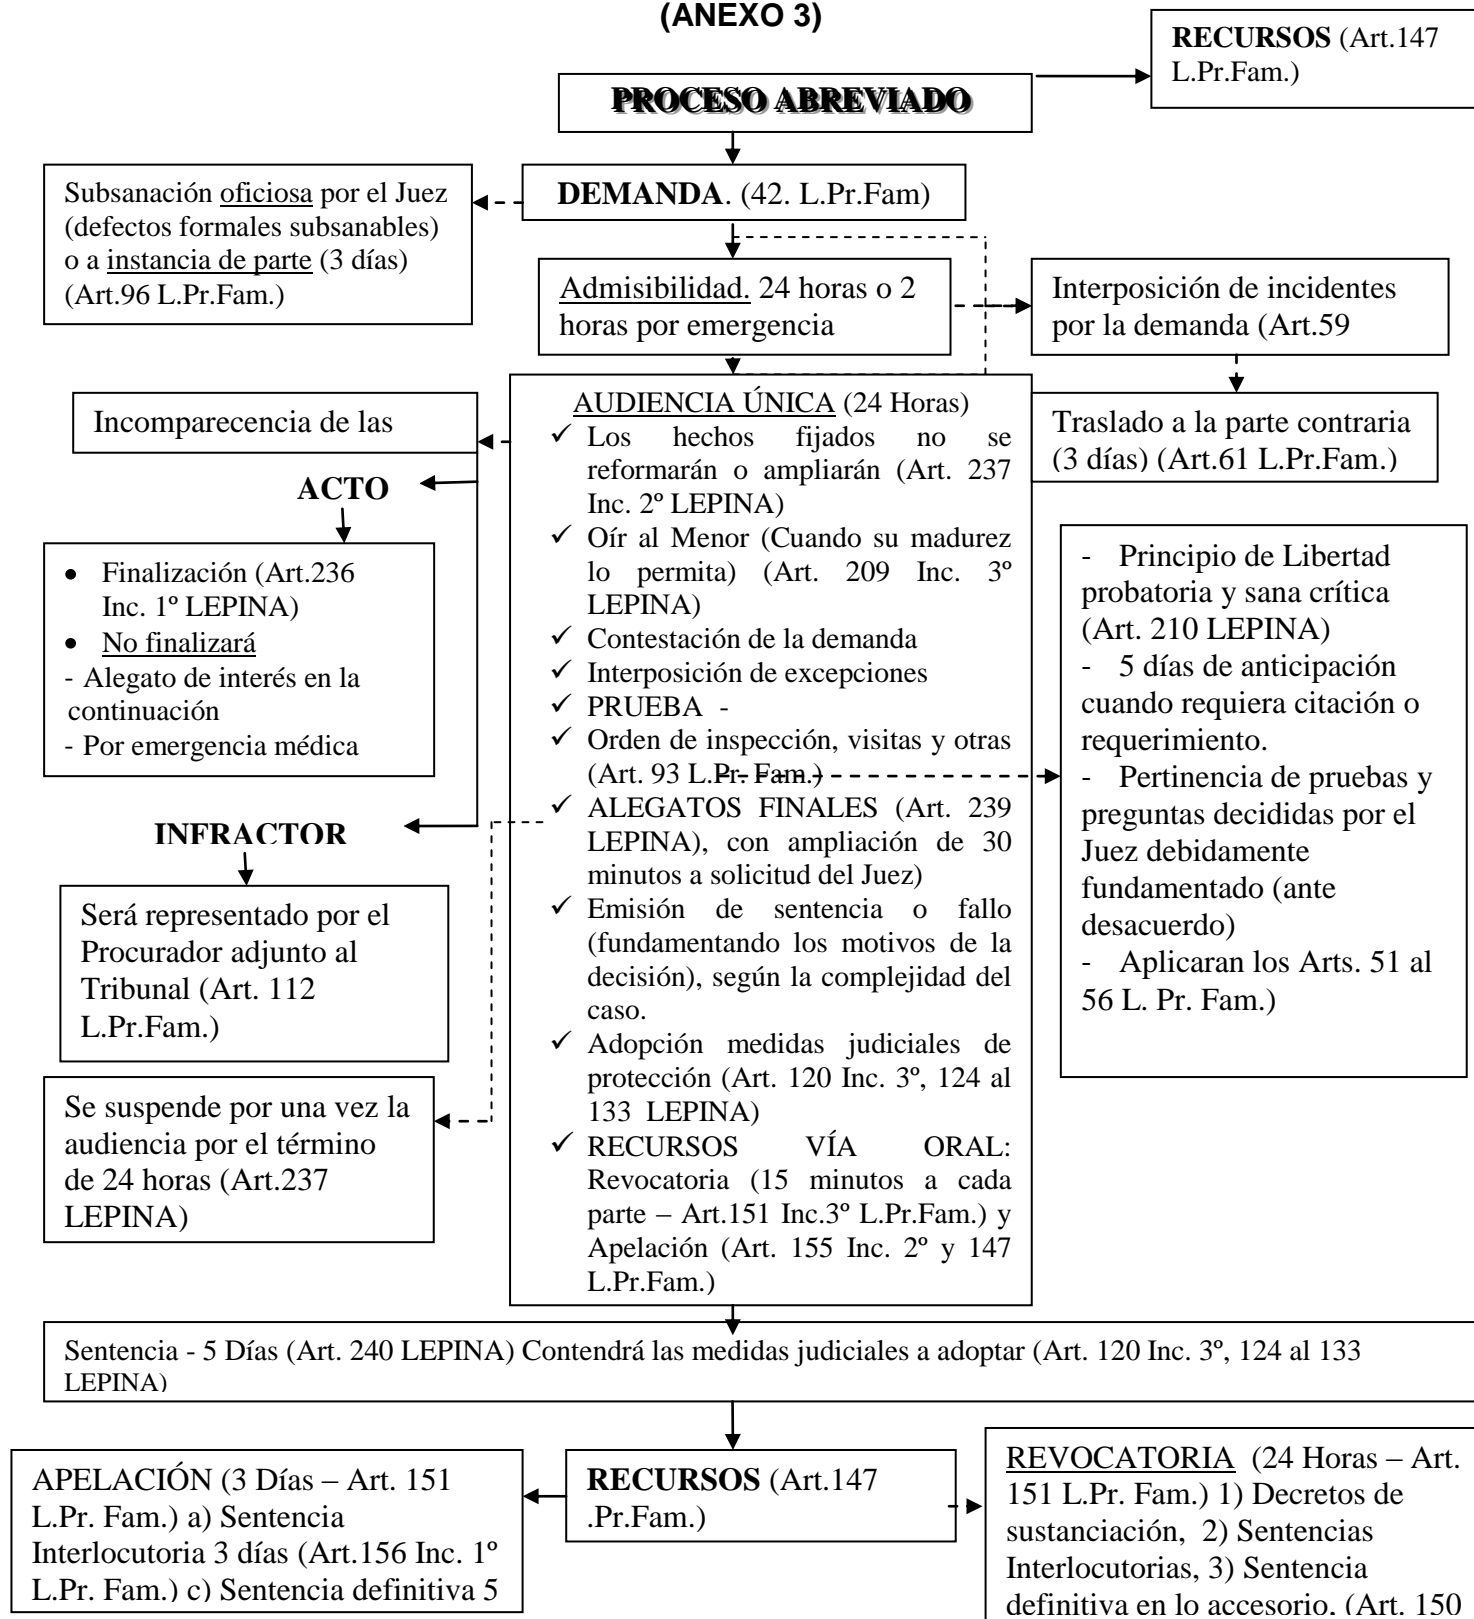 (ANEXO 3)
RECURSOS (Art.147
L.Pr.Fam.)
PROCESO ABREVIADO
Subsanación oficiosa por el Juez
(defectos formales subsanables)
o a instancia de parte (3 días)
(Art.96 L.Pr.Fam.)
DEMANDA. (42. L.Pr.Fam)
Admisibilidad. 24 horas o 2
horas por emergencia
Interposición de incidentes
por la demanda (Art.59
Traslado a la parte contraria
(3 días) (Art.61 L.Pr.Fam.)
Incomparecencia de las
ACTO
● Finalización (Art.236
Inc. 1º LEPINA)
● No finalizará
- Alegato de interés en la
continuación
- Por emergencia médica
INFRACTOR
Será representado por el
Procurador adjunto al
Tribunal (Art. 112
L.Pr.Fam.)
Se suspende por una vez la
audiencia por el término
de 24 horas (Art.237
LEPINA)
AUDIENCIA ÚNICA (24 Horas)
✓ Los hechos fijados no se
reformarán o ampliarán (Art. 237
Inc. 2º LEPINA)
✓ Oír al Menor (Cuando su madurez
lo permita) (Art. 209 Inc. 3º
LEPINA)
✓ Contestación de la demanda
✓ Interposición de excepciones
✓ PRUEBA -
✓ Orden de inspección, visitas y otras
(Art. 93 L.Pr. Fam.)
✓ ALEGATOS FINALES (Art. 239
LEPINA), con ampliación de 30
minutos a solicitud del Juez)
✓ Emisión de sentencia o fallo
(fundamentando los motivos de la
decisión), según la complejidad del
caso.
✓ Adopción medidas judiciales de
protección (Art. 120 Inc. 3º, 124 al
133 LEPINA)
✓ RECURSOS VÍA ORAL:
Revocatoria (15 minutos a cada
parte – Art.151 Inc.3º L.Pr.Fam.) y
Apelación (Art. 155 Inc. 2º y 147
L.Pr.Fam.)
- Principio de Libertad
probatoria y sana crítica
(Art. 210 LEPINA)
- 5 días de anticipación
cuando requiera citación o
requerimiento.
- Pertinencia de pruebas y
preguntas decididas por el
Juez debidamente
fundamentado (ante
desacuerdo)
- Aplicaran los Arts. 51 al
56 L. Pr. Fam.)
Sentencia - 5 Días (Art. 240 LEPINA) Contendrá las medidas judiciales a adoptar (Art. 120 Inc. 3º, 124 al 133
LEPINA)
APELACIÓN (3 Días – Art. 151
L.Pr. Fam.) a) Sentencia
Interlocutoria 3 días (Art.156 Inc. 1º
L.Pr. Fam.) c) Sentencia definitiva 5
RECURSOS (Art.147
.Pr.Fam.)
REVOCATORIA (24 Horas – Art.
151 L.Pr. Fam.) 1) Decretos de
sustanciación, 2) Sentencias
Interlocutorias, 3) Sentencia
definitiva en lo accesorio, (Art. 150